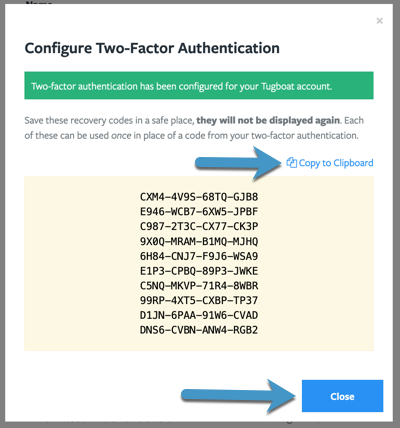 ×
Configure Two-Factor Authentication
Two-factor authentication has been configured for your Tugboat account.
Save these recovery codes in a safe place, they will not be displayed again. Each
of these can be used once in place of a code from your two-factor authentication.
Copy to Clipboard
CXM4-4V9S-68TQ-GJB8
E946-WCB7-6XW5-JPBF
C987-2T3C-CX77-CK3P
9X0Q-MRAM-B1MQ-MJHQ
6H84-CNJ7-F9J6-WSA9
E1P3-CPBQ-89P3-JWKE
C5NQ-MKVP-71R4-8WBR
99RP-4XT5-CXBP-TP37
D1JN-6PAA-91W6-CVAD
DNS6-CVBN-ANW4-RGB2
Close